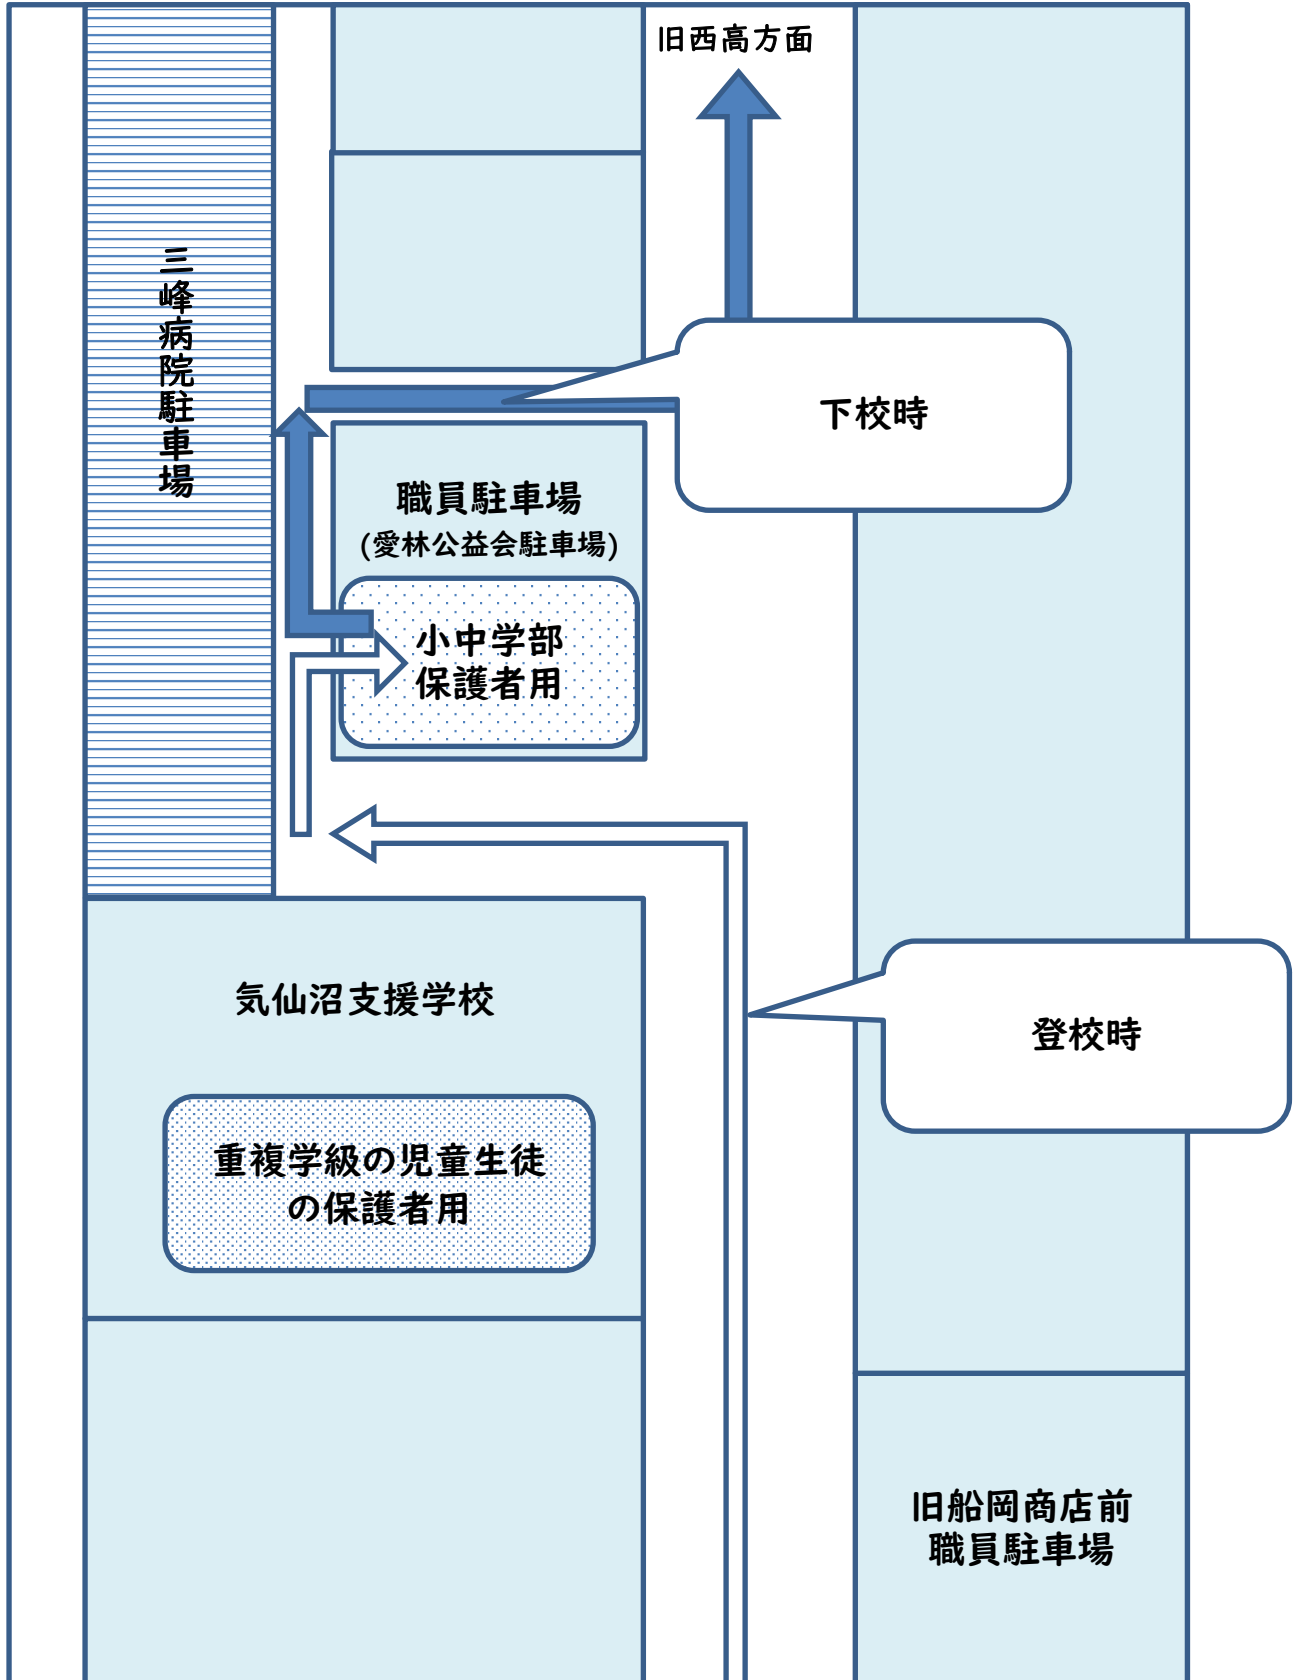 旧西高方面
三峰病院駐車場
下校時
職員駐車場
(愛林公益会駐車場)
小中学部
保護者用
気仙沼支援学校
登校時
重複学級の児童生徒
の保護者用
旧船岡商店前
職員駐車場